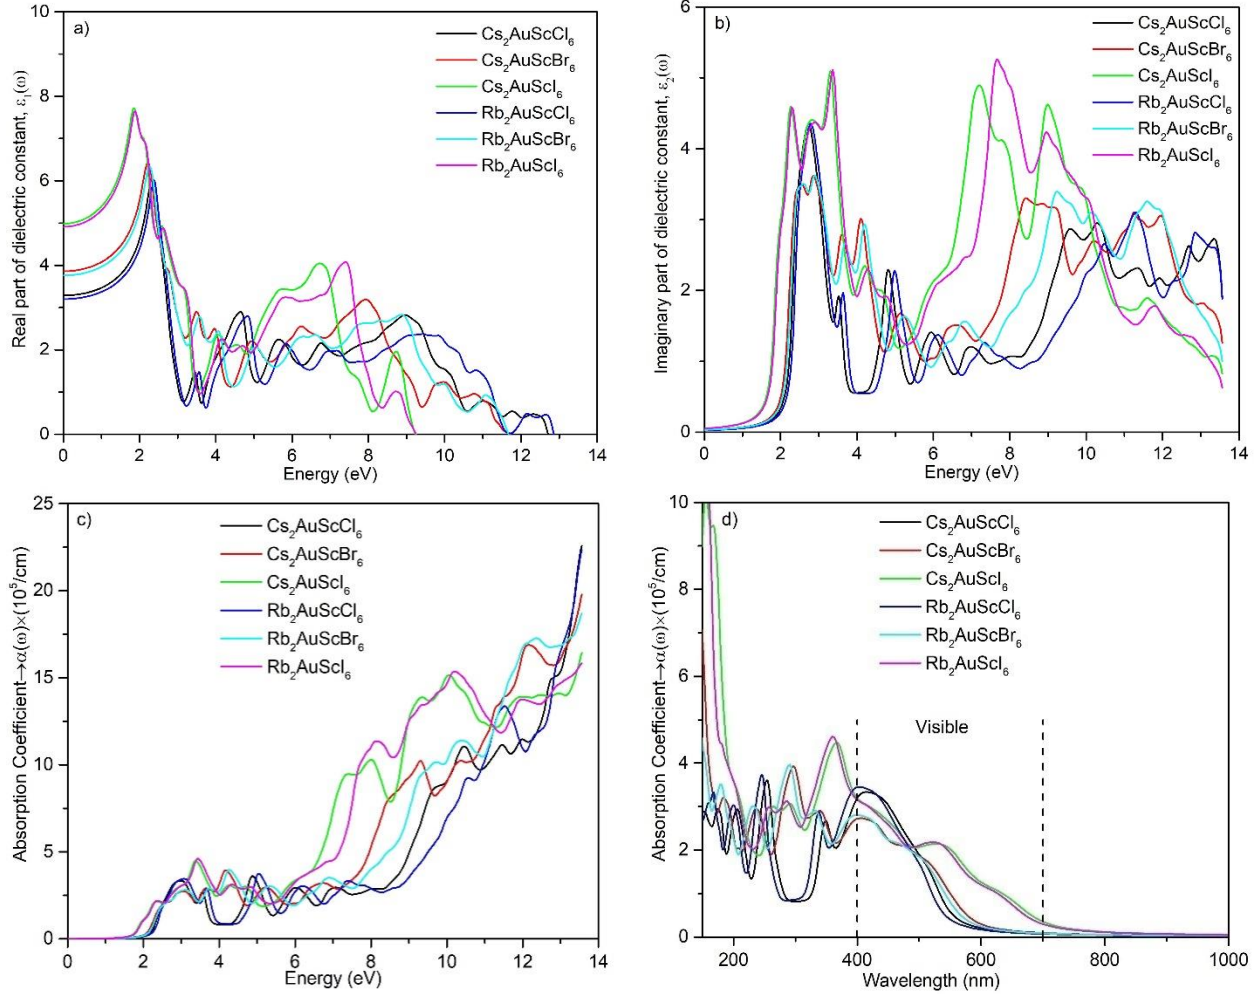 a)
Real part of dielectric constant, ε₁(ω)
10
8
6
4
2
0
Cs₂AuScCl₆
Cs₂AuScBr₆
Cs₂AuScI₆
Rb₂AuScCl₆
Rb₂AuScBr₆
Rb₂AuScI₆
0 2 4 6 8 10 12 14
Energy (eV)
b)
Imaginary part of dielectric constant, ε₂(ω)
6
4
2
0
Cs₂AuScCl₆
Cs₂AuScBr₆
Cs₂AuScI₆
Rb₂AuScCl₆
Rb₂AuScBr₆
Rb₂AuScI₆
0 2 4 6 8 10 12 14
Energy (eV)
c)
Absorption Coefficient→α(ω)×(10⁵/cm)
25
20
15
10
5
0
Cs₂AuScCl₆
Cs₂AuScBr₆
Cs₂AuScI₆
Rb₂AuScCl₆
Rb₂AuScBr₆
Rb₂AuScI₆
0 2 4 6 8 10 12 14
Energy (eV)
d)
Absorption Coefficient→α(ω)×(10⁵/cm)
10
8
6
4
2
0
Cs₂AuScCl₆
Cs₂AuScBr₆
Cs₂AuScI₆
Rb₂AuScCl₆
Rb₂AuScBr₆
Rb₂AuScI₆
Visible
200 400 600 800 1000
Wavelength (nm)